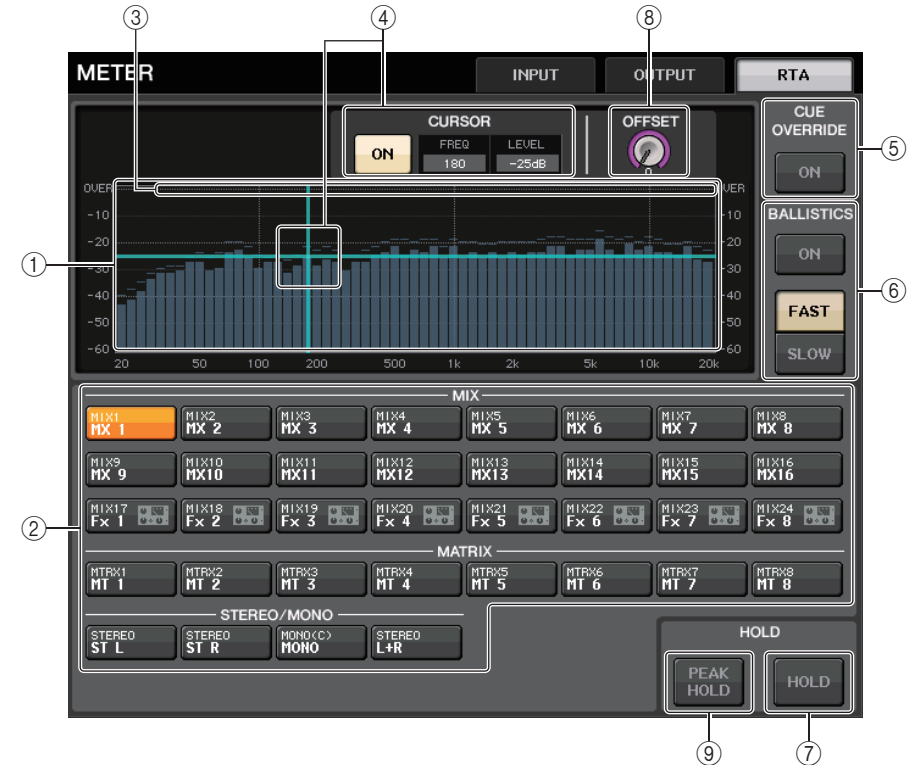 ③ ④ ⑧
METER INPUT OUTPUT RTA
CURSOR
ON
FREQ LEVEL
180 -25dB
OFFSET
0
CUE
OVERRIDE
ON
⑤
OVER OVER
-10 -10
-20 -20
-30 -30
-40 -40
-50 -50
-60 -60
20 50 100 200 500 1k 2k 5k 10k 20k
①
BALLISTICS
ON
FAST
SLOW
⑥
②
MIX
MIX1 MIX2 MIX3 MIX4 MIX5 MIX6 MIX7 MIX8
MX 1 MX 2 MX 3 MX 4 MX 5 MX 6 MX 7 MX 8
MIX9 MIX10 MIX11 MIX12 MIX13 MIX14 MIX15 MIX16
MX 9 MX10 MX11 MX12 MX13 MX14 MX15 MX16
MIX17 MIX18 MIX19 MIX20 MIX21 MIX22 MIX23 MIX24
Fx 1 Fx 2 Fx 3 Fx 4 Fx 5 Fx 6 Fx 7 Fx 8
MATRIX
MTRX1 MTRX2 MTRX3 MTRX4 MTRX5 MTRX6 MTRX7 MTRX8
MT 1 MT 2 MT 3 MT 4 MT 5 MT 6 MT 7 MT 8
STEREO/MONO
STEREO STEREO MONO(C) STEREO
ST L ST R MONO L+R
HOLD
PEAK
HOLD
HOLD
⑨ ⑦